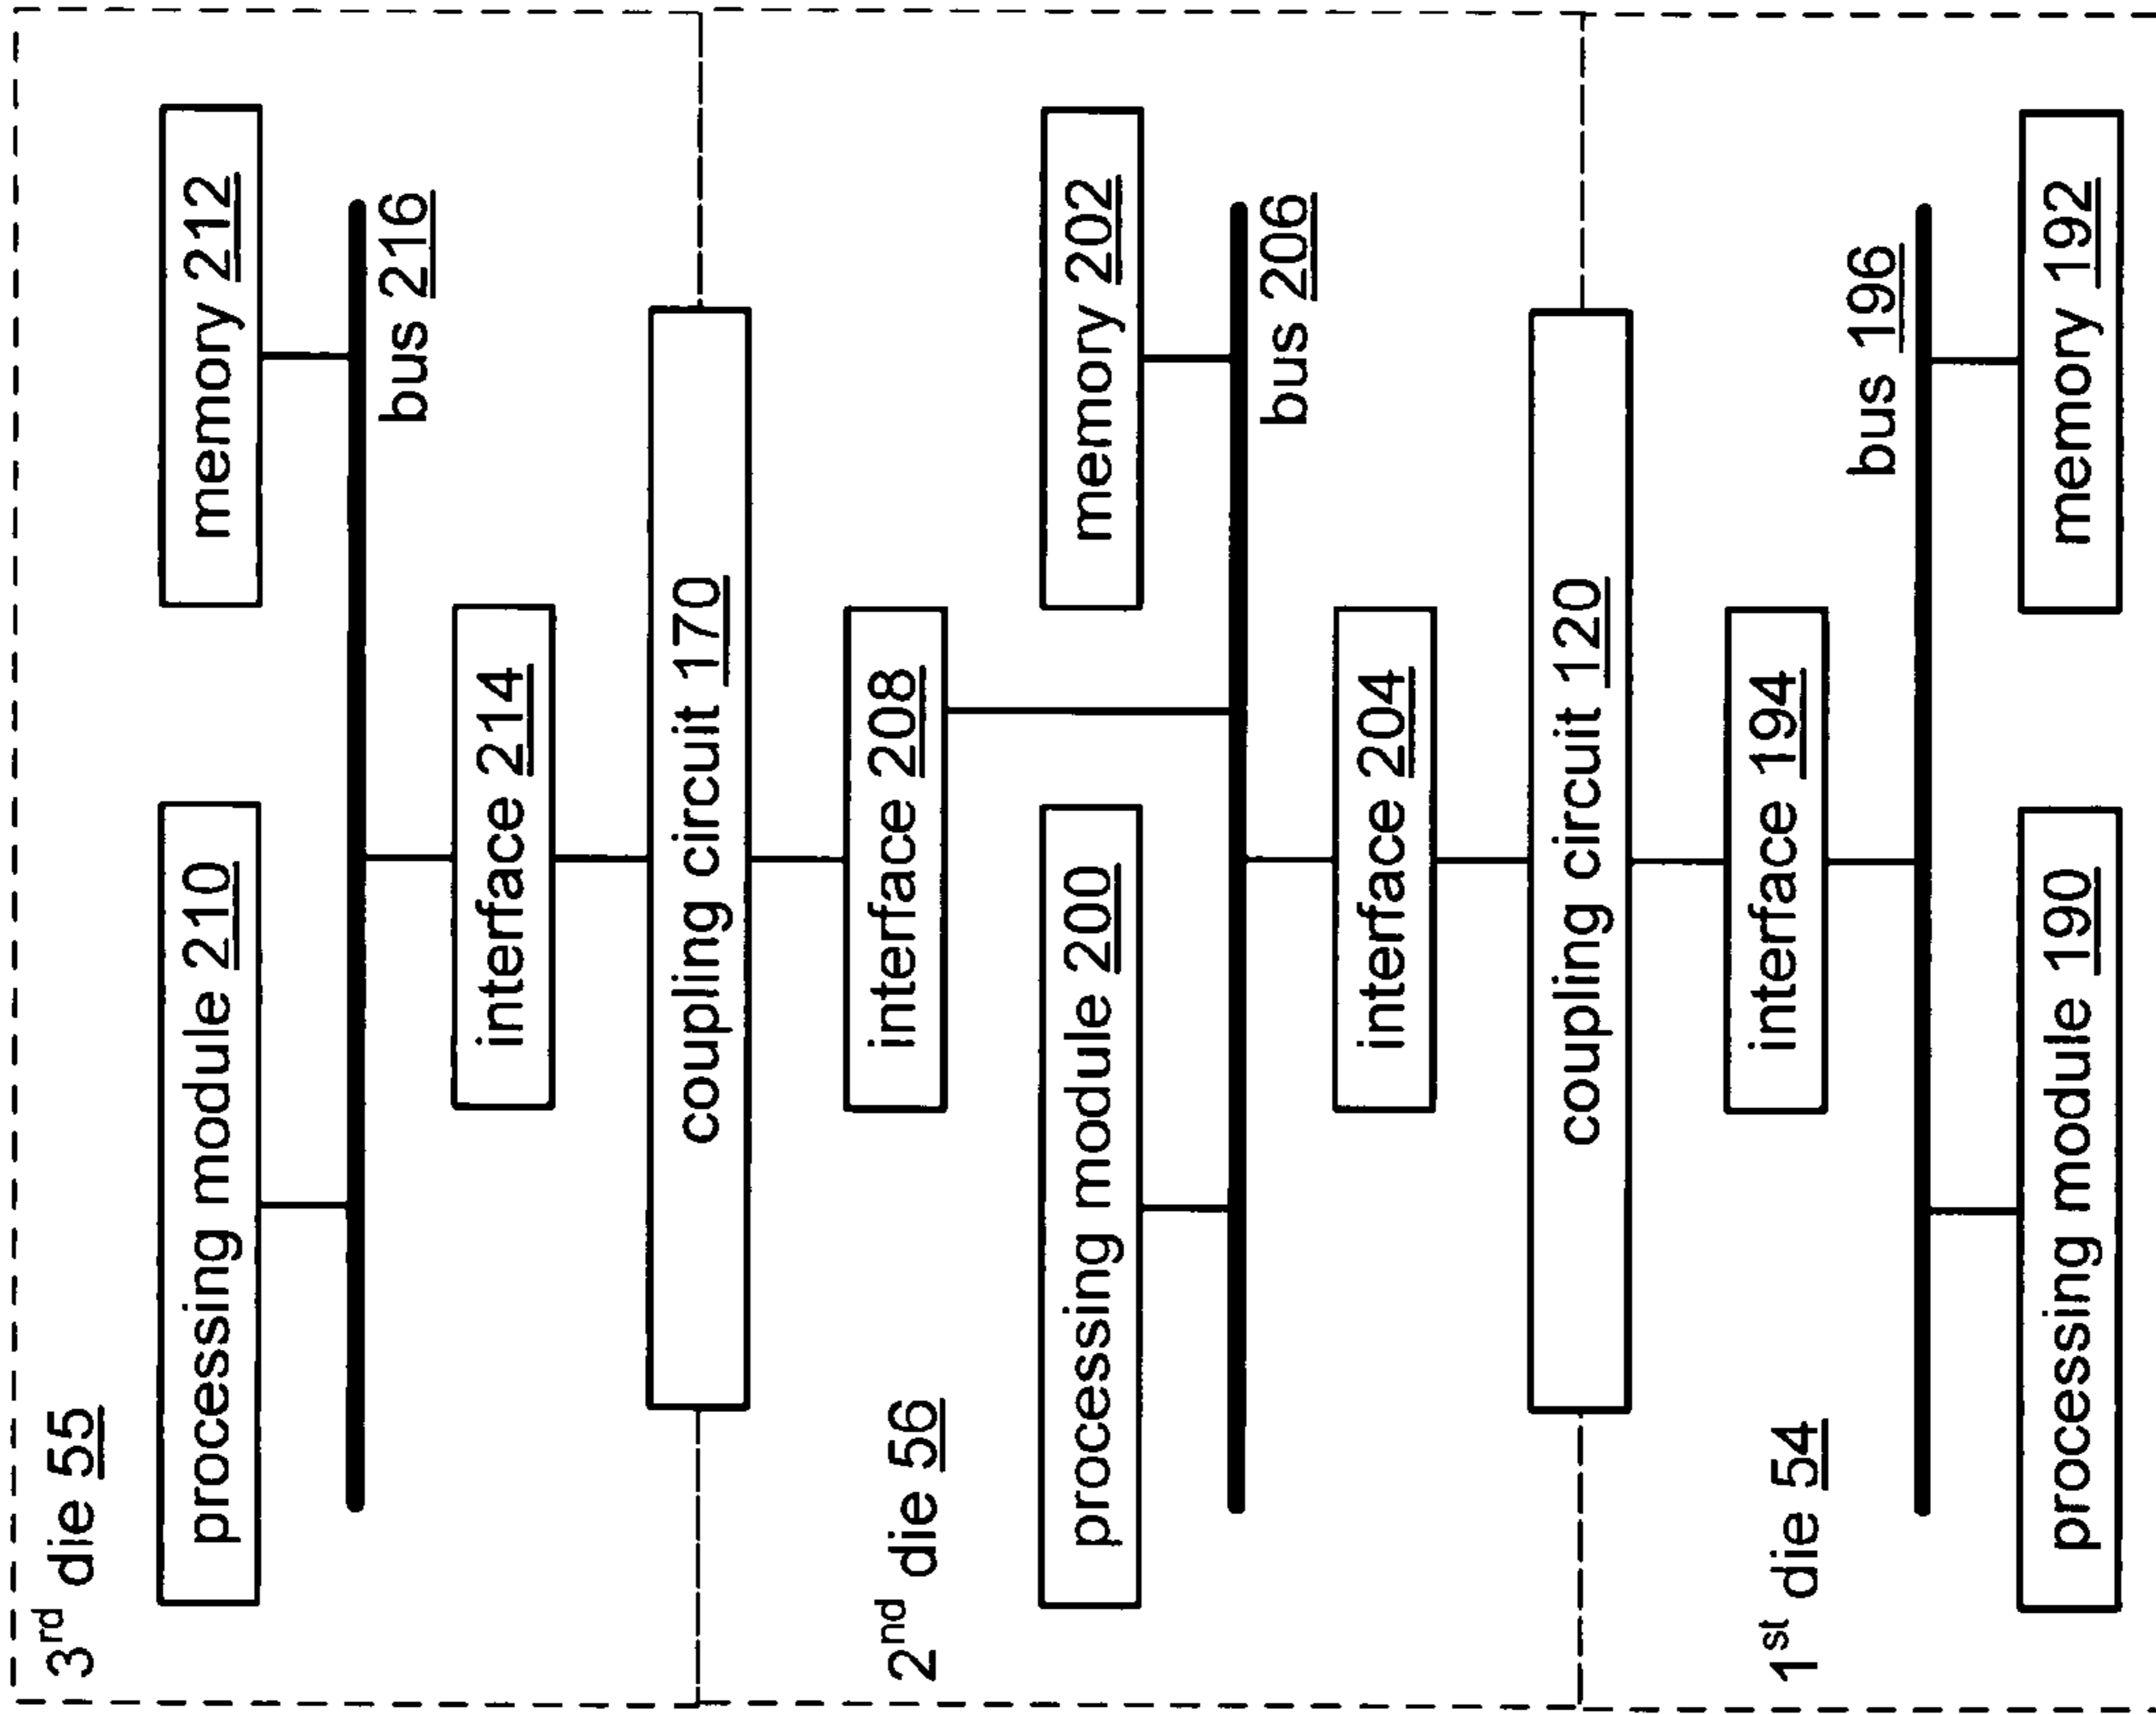 3rd die 55
processing module 210
memory 212
bus 216
interface 214
coupling circuit 170
interface 208
2nd die 56
processing module 200
memory 202
bus 206
interface 204
coupling circuit 120
interface 194
1st die 54
bus 196
processing module 190
memory 192